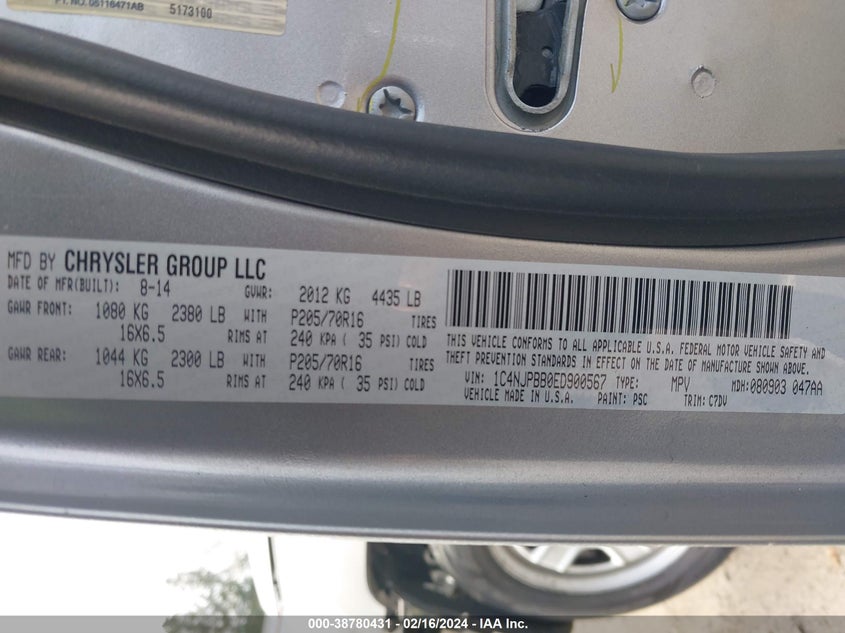 PT. NO. 05116471AB 5173100
MFD BY CHRYSLER GROUP LLC
DATE OF MFR(BUILT): 8-14 GVWR: 2012 KG 4435 LB
GAWR FRONT: 1080 KG 2380 LB WITH P205/70R16 TIRES
16X6.5 RIMS AT 240 KPA ( 35 PSI) COLD
GAWR REAR: 1044 KG 2300 LB WITH P205/70R16 TIRES
16X6.5 RIMS AT 240 KPA ( 35 PSI) COLD
THIS VEHICLE CONFORMS TO ALL APPLICABLE U.S.A. FEDERAL MOTOR VEHICLE SAFETY AND
THEFT PREVENTION STANDARDS IN EFFECT ON THE DATE OF MANUFACTURE SHOWN ABOVE.
VIN: 1C4NJPBB0ED900567 TYPE: MPV MDH:080903 047AA
VEHICLE MADE IN U.S.A. PAINT: PSC TRIM: C7DV
000-38780431 - 02/16/2024 - IAA Inc.